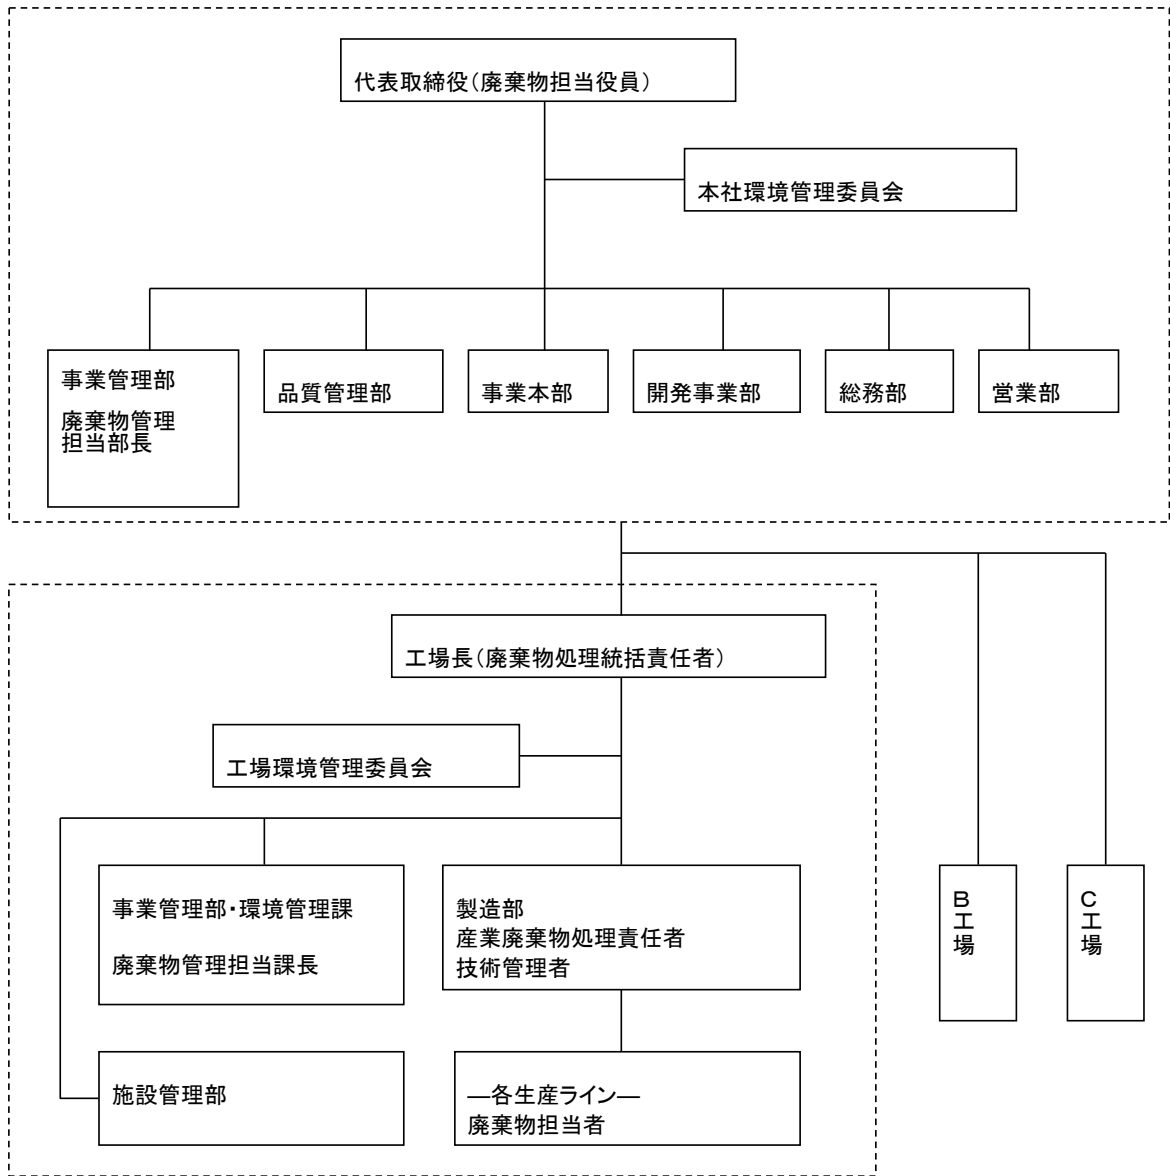 代表取締役(廃棄物担当役員)
本社環境管理委員会
事業管理部
廃棄物管理
担当部長
品質管理部
事業本部
開発事業部
総務部
営業部
工場長(廃棄物処理統括責任者)
工場環境管理委員会
事業管理部・環境管理課
廃棄物管理担当課長
製造部
産業廃棄物処理責任者
技術管理者
B工場
C工場
施設管理部
―各生産ライン―
廃棄物担当者